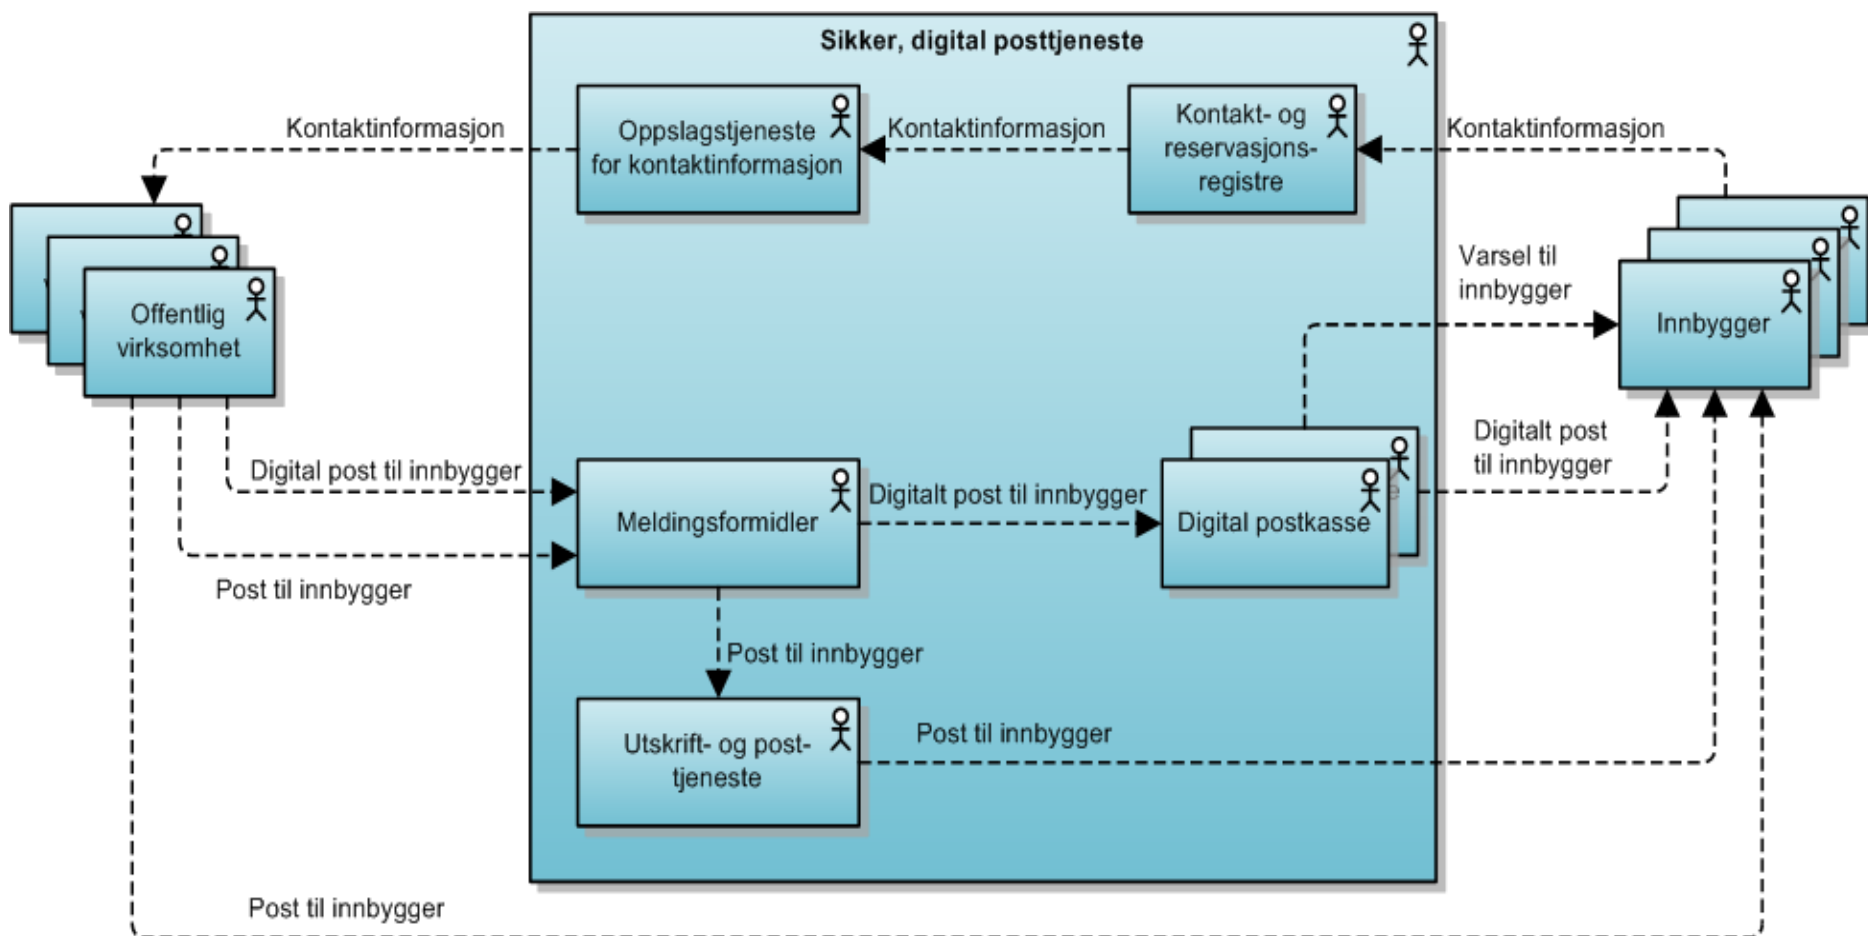 Sikker, digital posttjeneste
Kontaktinformasjon
Oppslagstjeneste
for kontaktinformasjon
Kontaktinformasjon
Kontakt- og
reservasjons-
registre
Kontaktinformasjon
Offentlig
virksomhet
Varsel til
innbygger
Innbygger
Digital post til innbygger
Meldingsformidler
Digitalt post til innbygger
Digital postkasse
Digitalt post
til innbygger
Post til innbygger
Post til innbygger
Utskrift- og post-
tjeneste
Post til innbygger
Post til innbygger